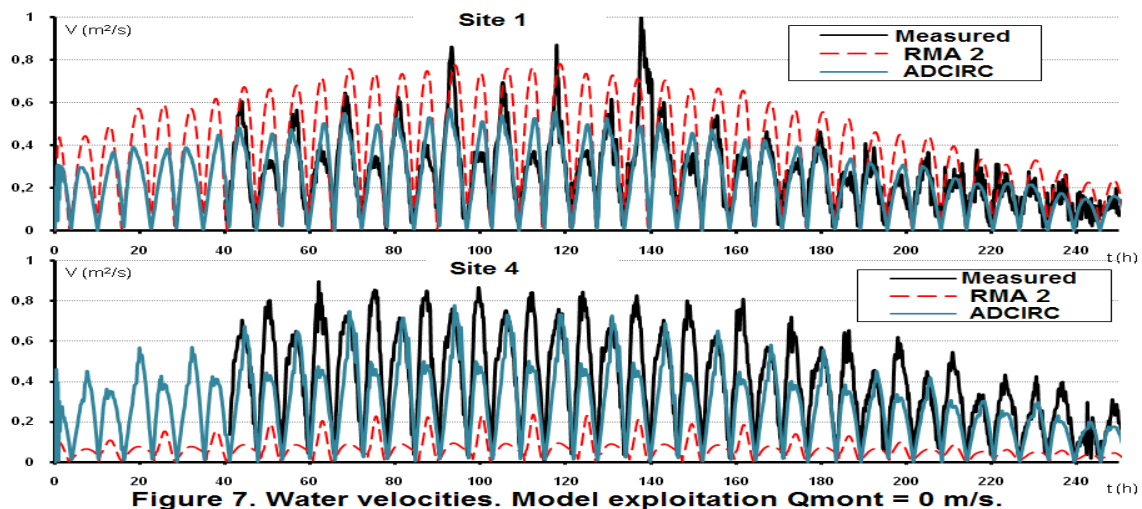 Site 1
V (m²/s)
Measured
RMA 2
ADCIRC
1
0.8
0.6
0.4
0.2
0
0 20 40 60 80 100 120 140 160 180 200 220 240 t (h)
Site 4
V (m²/s)
Measured
RMA 2
ADCIRC
1
0.8
0.6
0.4
0.2
0
0 20 40 60 80 100 120 140 160 180 200 220 240 t (h)
Figure 7. Water velocities. Model exploitation Qmont = 0 m/s.